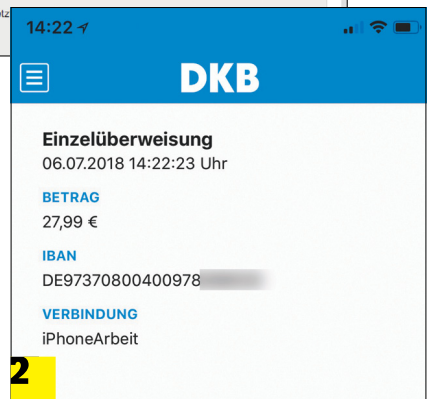 14:22
DKB
Einzelüberweisung
06.07.2018 14:22:23 Uhr
BETRAG
27,99 €
IBAN
DE97370800400978
VERBINDUNG
iPhoneArbeit
2